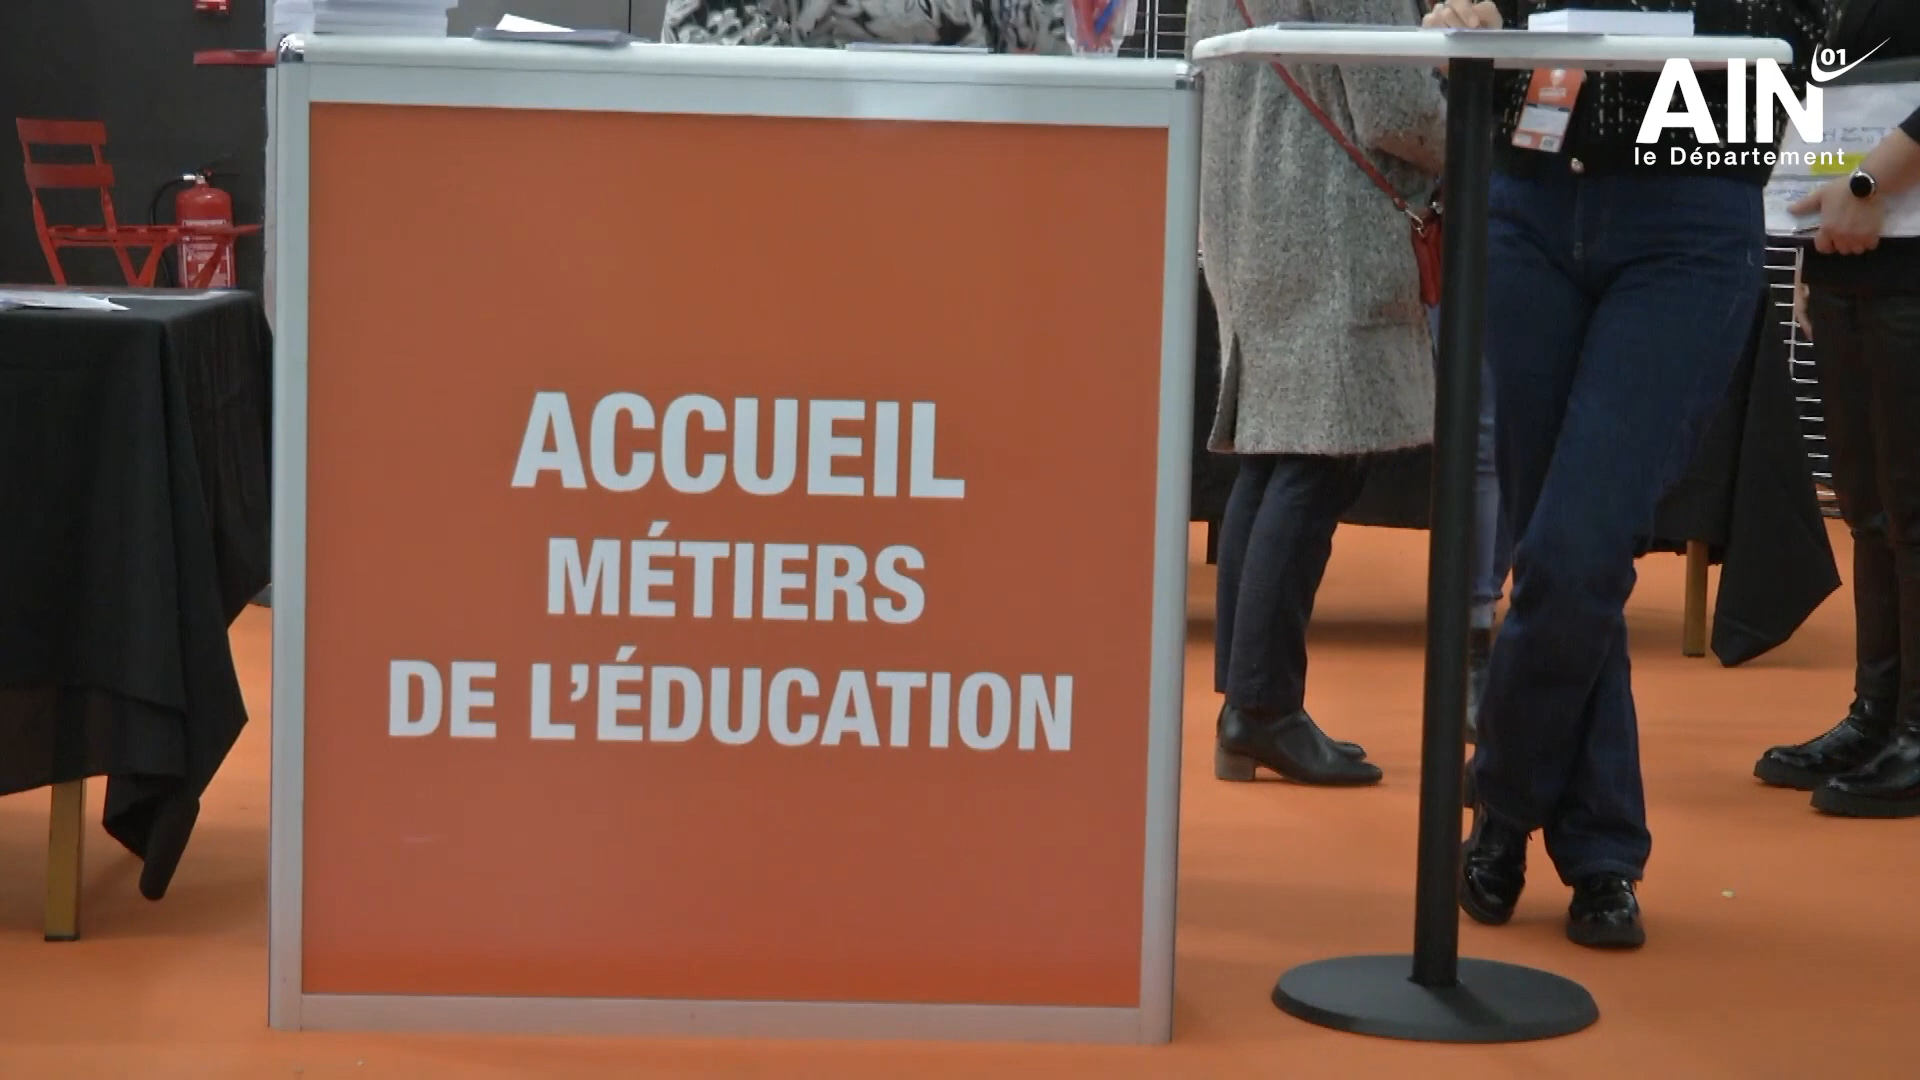 ACCUEIL
MÉTIERS
DE L'ÉDUCATION
AIN 01
le Département